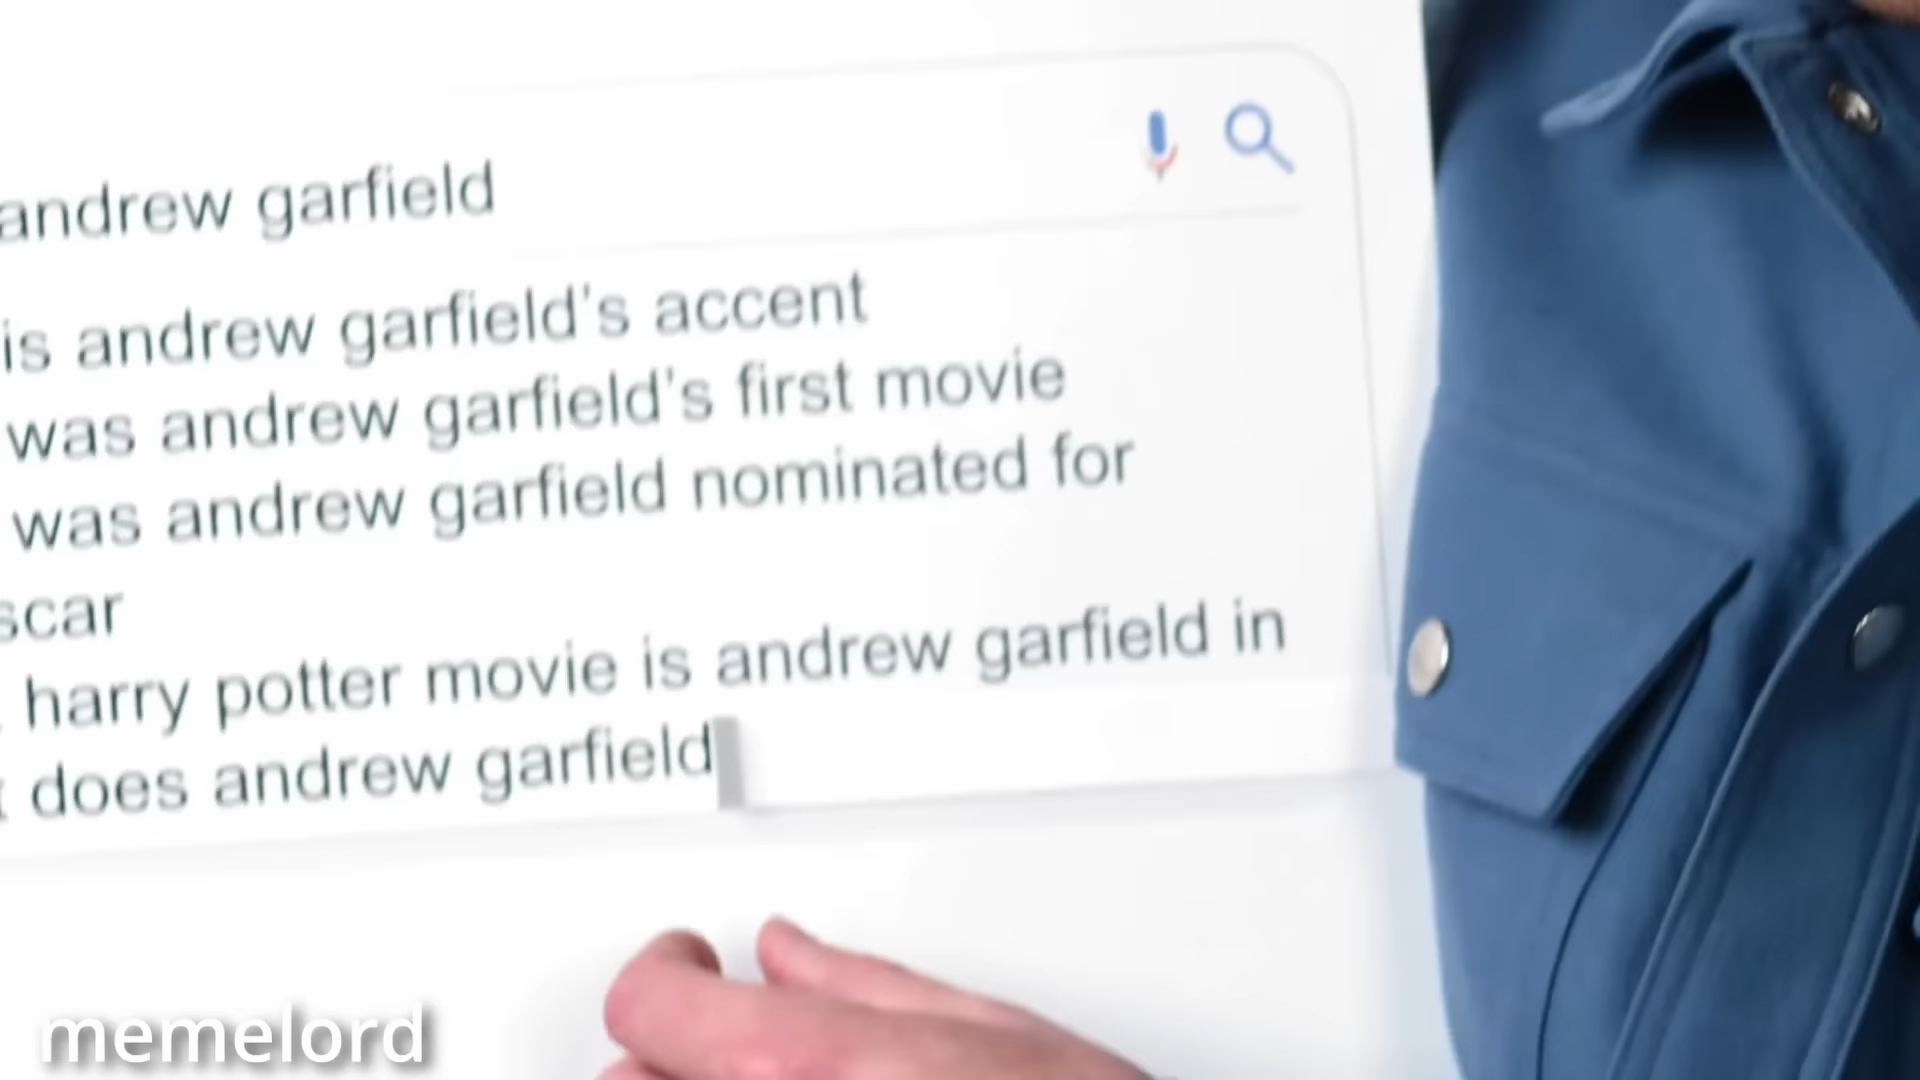 andrew garfield
is andrew garfield's accent
was andrew garfield's first movie
was andrew garfield nominated for
scar
harry potter movie is andrew garfield in
does andrew garfield
memelord